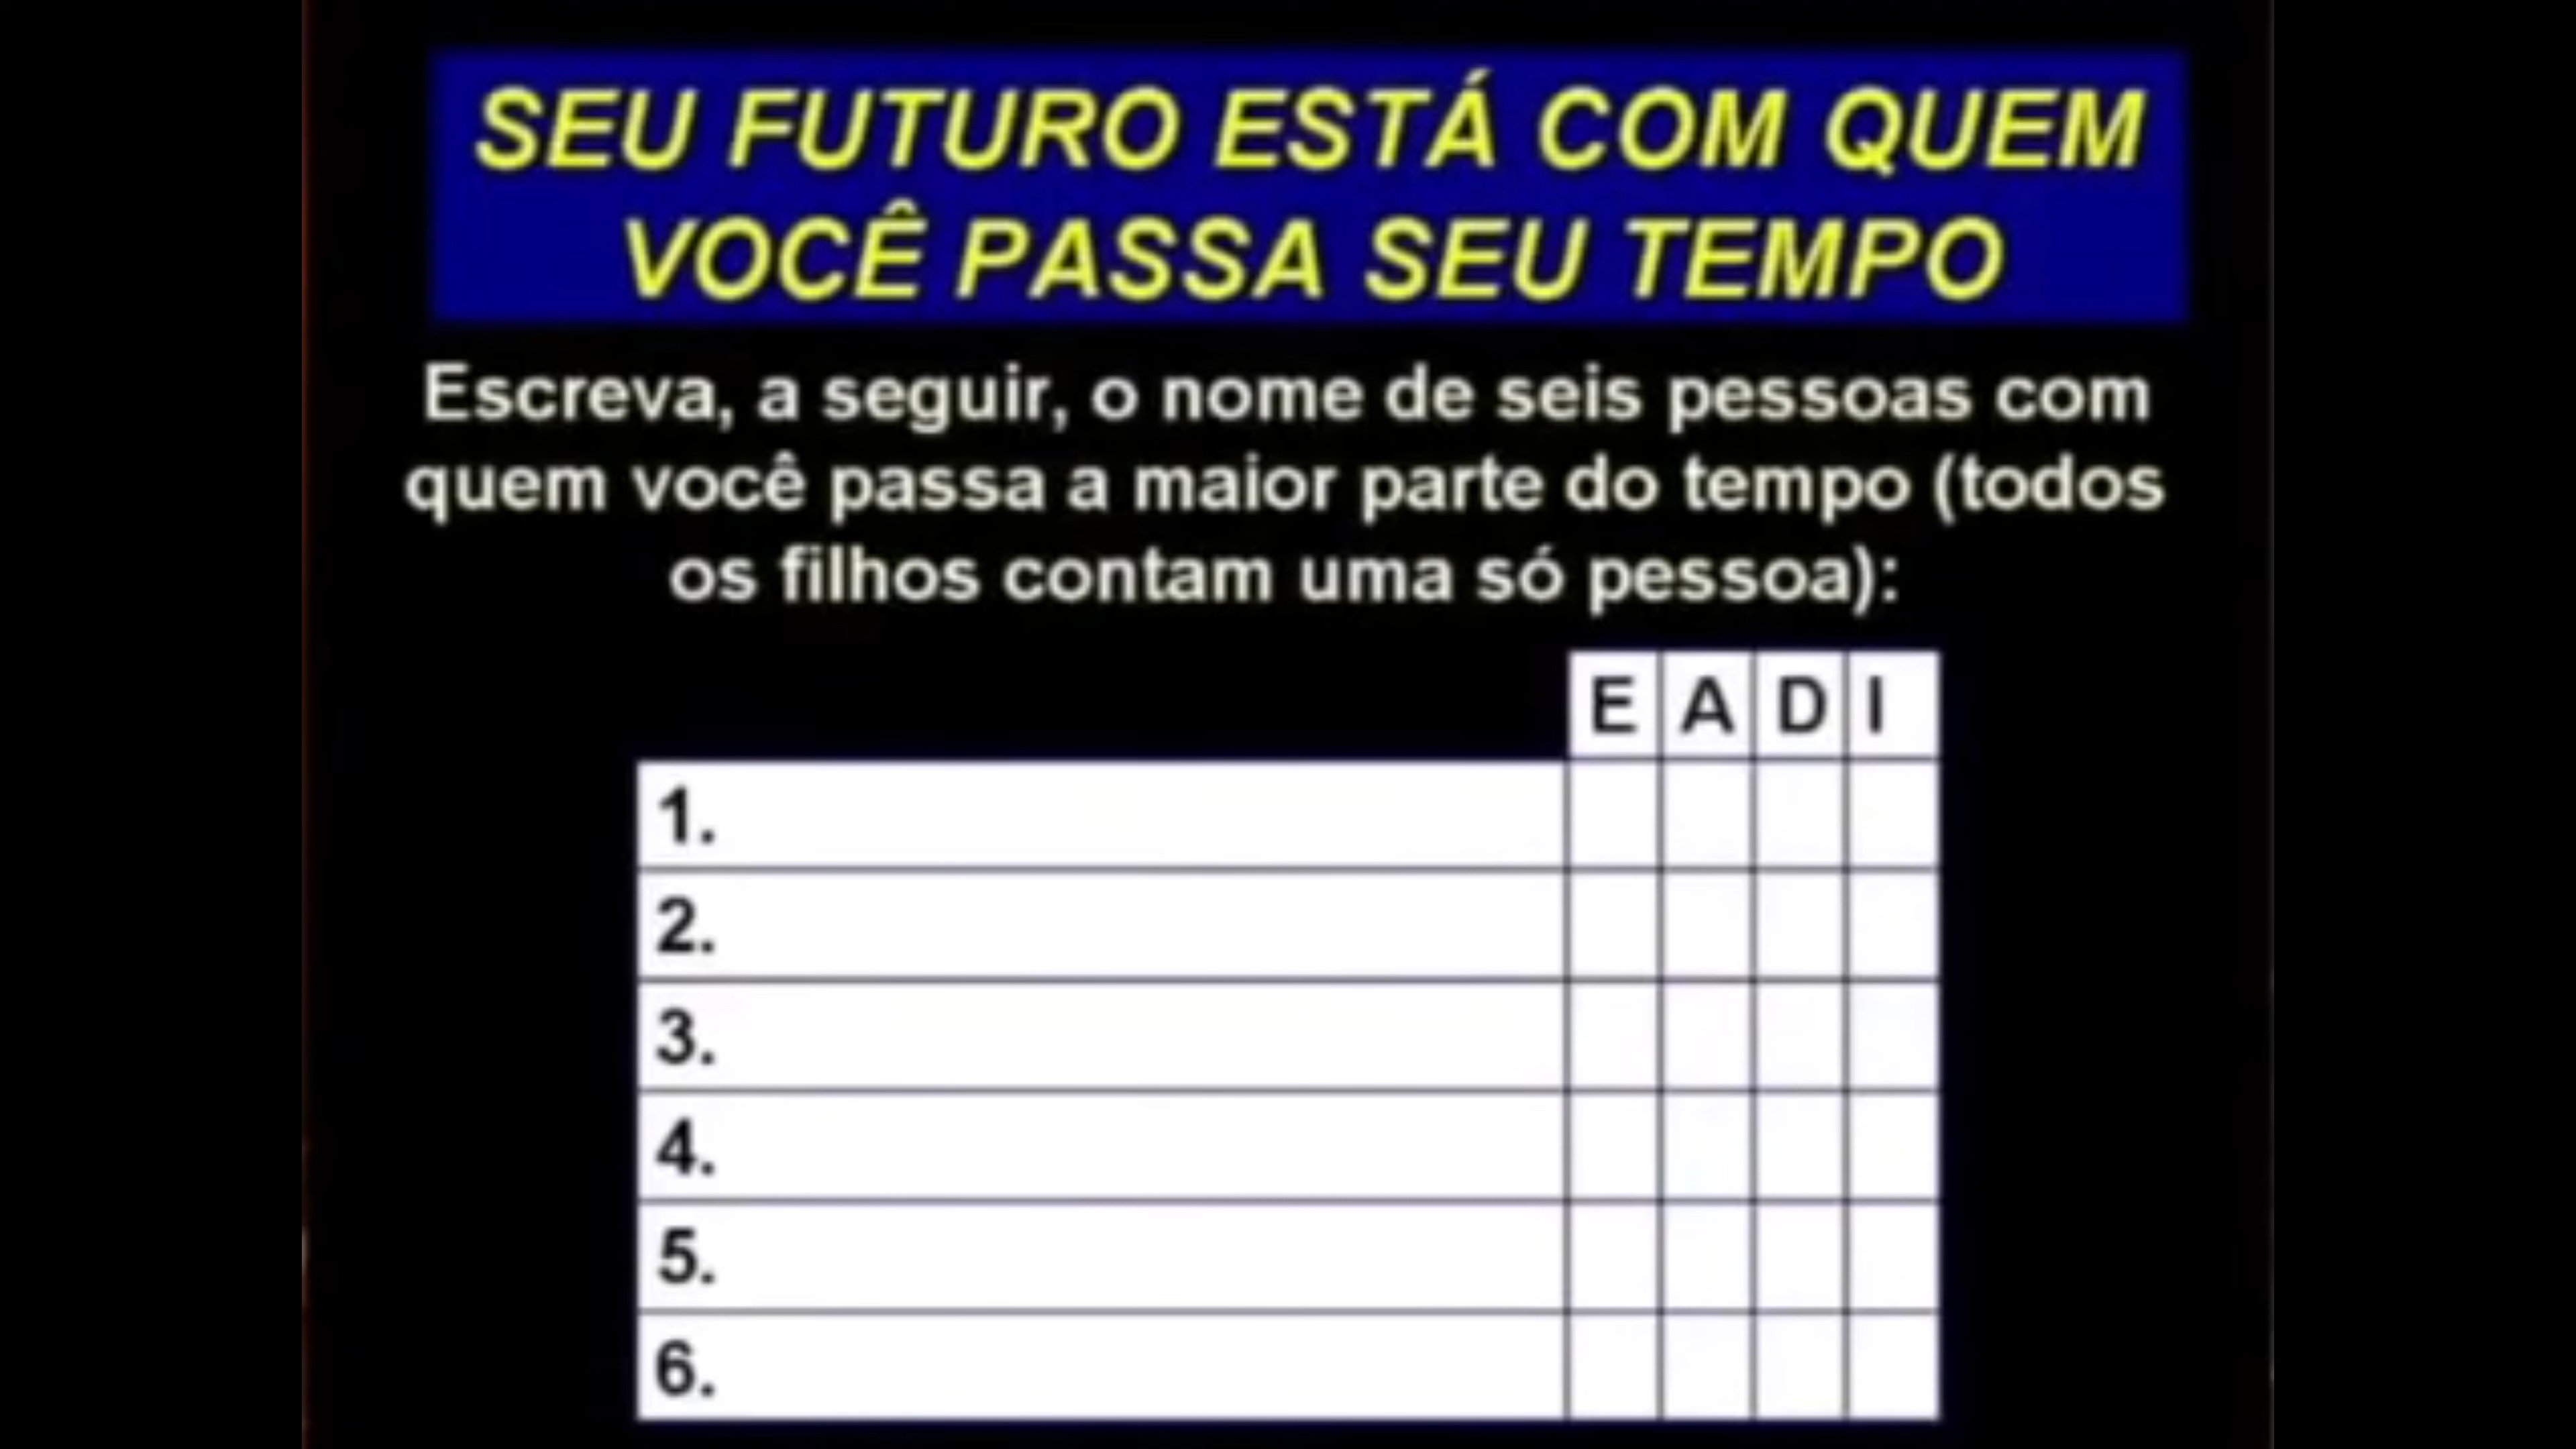 SEU FUTURO ESTÁ COM QUEM
VOCÊ PASSA SEU TEMPO
Escreva, a seguir, o nome de seis pessoas com
quem você passa a maior parte do tempo (todos
os filhos contam uma só pessoa):
E A D I
1.
2.
3.
4.
5.
6.